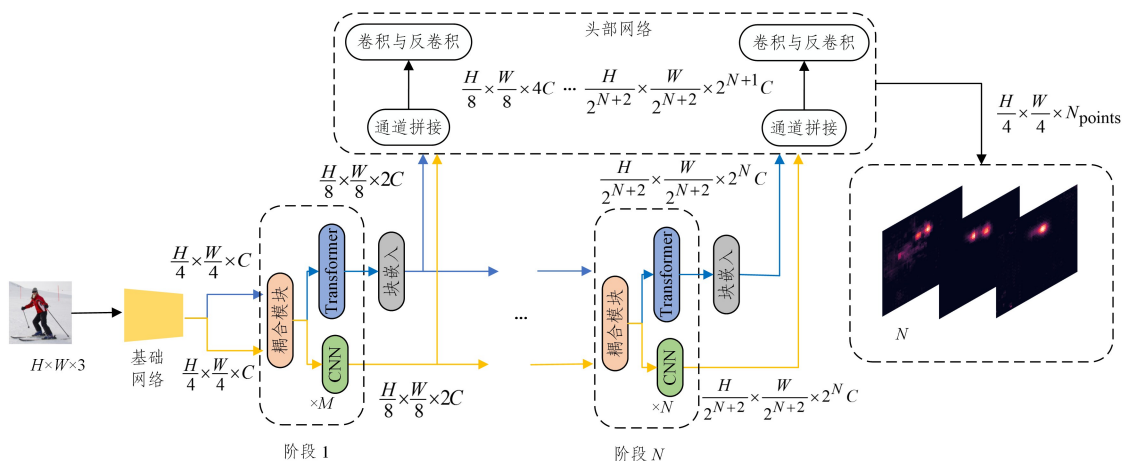 头部网络
卷积与反卷积
卷积与反卷积
H/8 × W/8 × 4C ··· H/2^{N+2} × W/2^{N+2} × 2^{N+1}C
通道拼接
通道拼接
H/4 × W/4 × N_points
H/8 × W/8 × 2C
H/2^{N+2} × W/2^{N+2} × 2^N C
H/4 × W/4 × C
耦合模块
Transformer
块嵌入
CNN
×M
...
耦合模块
Transformer
块嵌入
CNN
×N
N
H×W×3
基础
网络
H/4 × W/4 × C
H/8 × W/8 × 2C
H/2^{N+2} × W/2^{N+2} × 2^N C
阶段 1
阶段 N